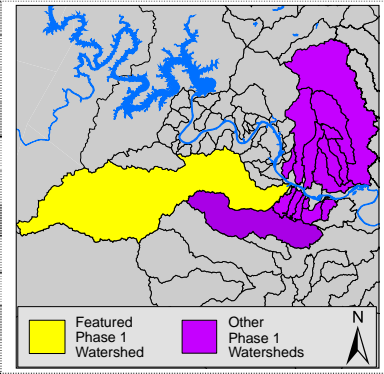 Featured
Phase 1
Watershed
Other
Phase 1
Watersheds
N